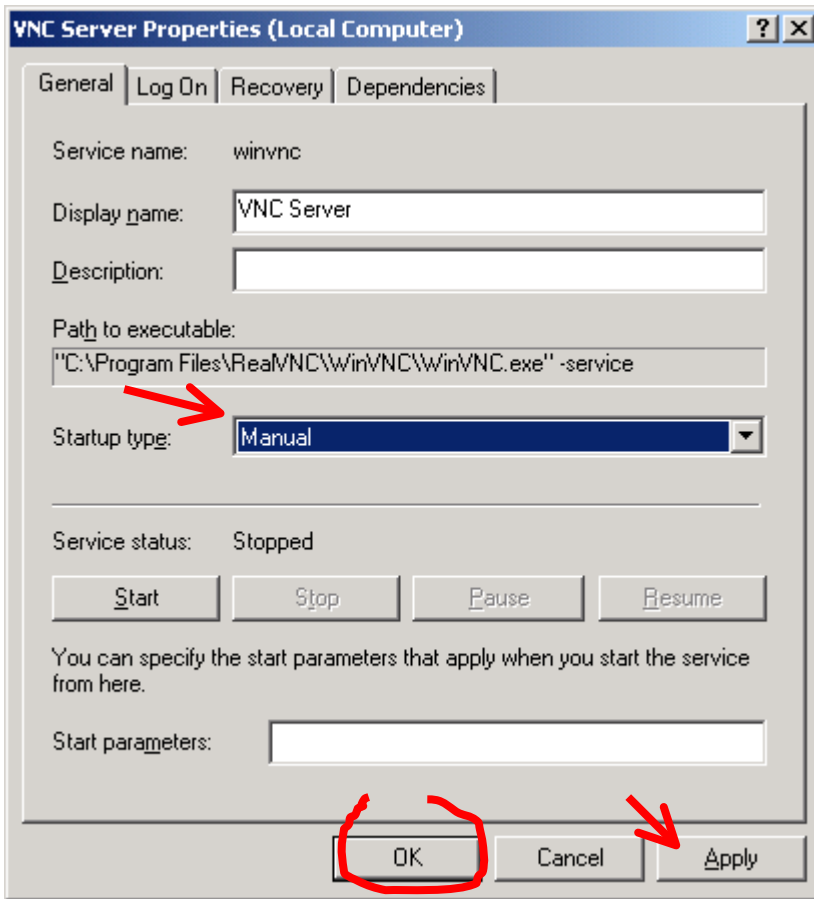 VNC Server Properties (Local Computer)
General Log On Recovery Dependencies
Service name: winvnc
Display name: VNC Server
Description:
Path to executable:
"C:\Program Files\RealVNC\WinVNC\WinVNC.exe" -service
Startup type: Manual
Service status: Stopped
Start Stop Pause Resume
You can specify the start parameters that apply when you start the service
from here.
Start parameters:
OK Cancel Apply